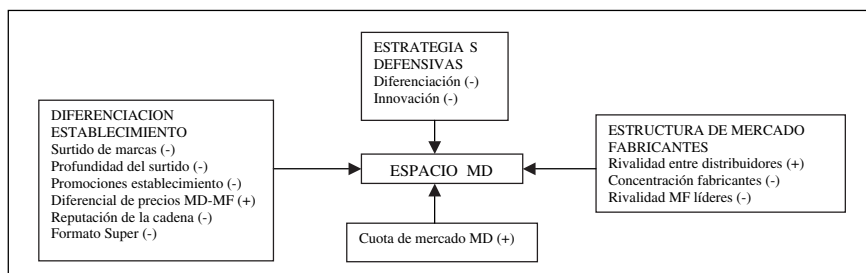 ESTRATEGIA S
DEFENSIVAS
Diferenciación (-)
Innovación (-)
DIFERENCIACION
ESTABLECIMIENTO
Surtido de marcas (-)
Profundidad del surtido (-)
Promociones establecimiento (-)
Diferencial de precios MD-MF (+)
Reputación de la cadena (-)
Formato Super (-)
ESPACIO MD
ESTRUCTURA DE MERCADO
FABRICANTES
Rivalidad entre distribuidores (+)
Concentración fabricantes (-)
Rivalidad MF líderes (-)
Cuota de mercado MD (+)